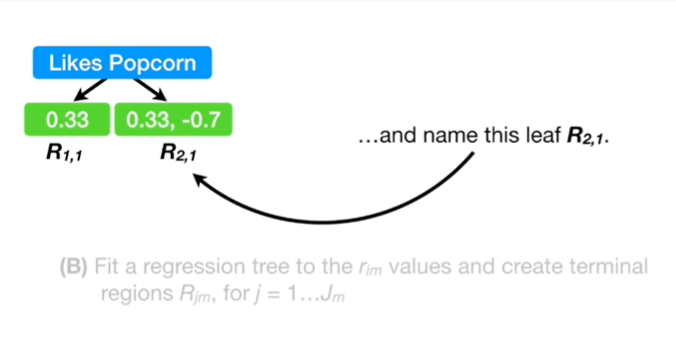 Likes Popcorn
0.33
0.33, -0.7
R1,1
R2,1
…and name this leaf R2,1.
(B) Fit a regression tree to the rim values and create terminal
regions Rjm, for j = 1…Jm